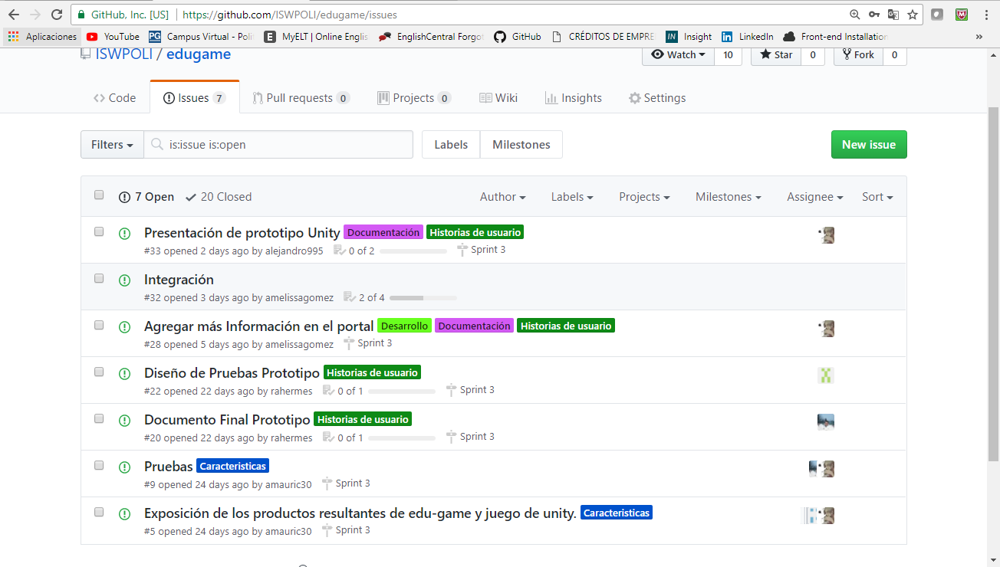 GitHub, Inc. [US] https://github.com/ISWPOLI/edugame/issues
Aplicaciones YouTube PG Campus Virtual - Poli E MyELT | Online Englis EnglishCentral Forgot GitHub CRÉDITOS DE EMPRE IN Insight in LinkedIn Front-end Installation »
ISWPOLI / edugame
Watch 10 Star 0 Fork 0
Code Issues 7 Pull requests 0 Projects 0 Wiki Insights Settings
Filters is:issue is:open Labels Milestones New issue
7 Open 20 Closed Author Labels Projects Milestones Assignee Sort
Presentación de prototipo Unity Documentación Historias de usuario
#33 opened 2 days ago by alejandro995 0 of 2 Sprint 3
Integración
#32 opened 3 days ago by amelissagomez 2 of 4
Agregar más Información en el portal Desarrollo Documentación Historias de usuario
#28 opened 5 days ago by amelissagomez Sprint 3
Diseño de Pruebas Prototipo Historias de usuario
#22 opened 22 days ago by rahermes 0 of 1 Sprint 3
Documento Final Prototipo Historias de usuario
#20 opened 22 days ago by rahermes 0 of 1 Sprint 3
Pruebas Caracteristicas
#9 opened 24 days ago by amauric30 Sprint 3
Exposición de los productos resultantes de edu-game y juego de unity. Caracteristicas
#5 opened 24 days ago by amauric30 Sprint 3